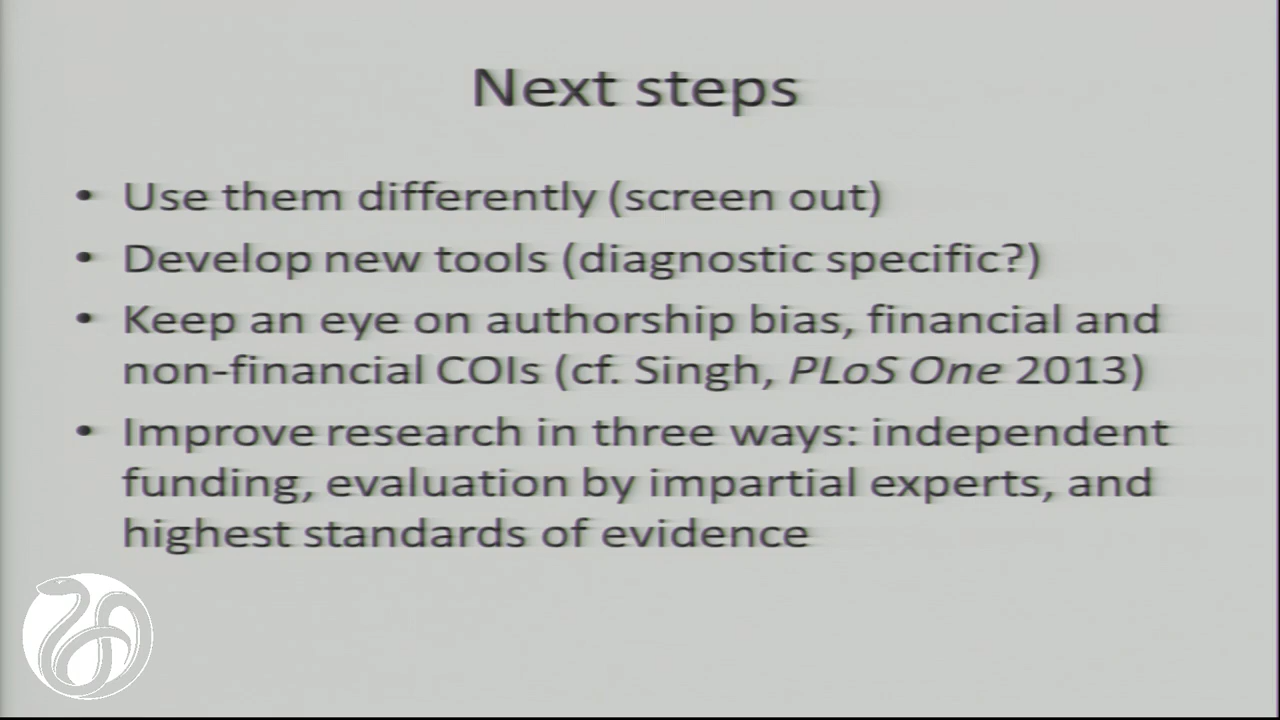 Next steps
• Use them differently (screen out)
• Develop new tools (diagnostic specific?)
• Keep an eye on authorship bias, financial and
non-financial COIs (cf. Singh, PLoS One 2013)
• Improve research in three ways: independent
funding, evaluation by impartial experts, and
highest standards of evidence